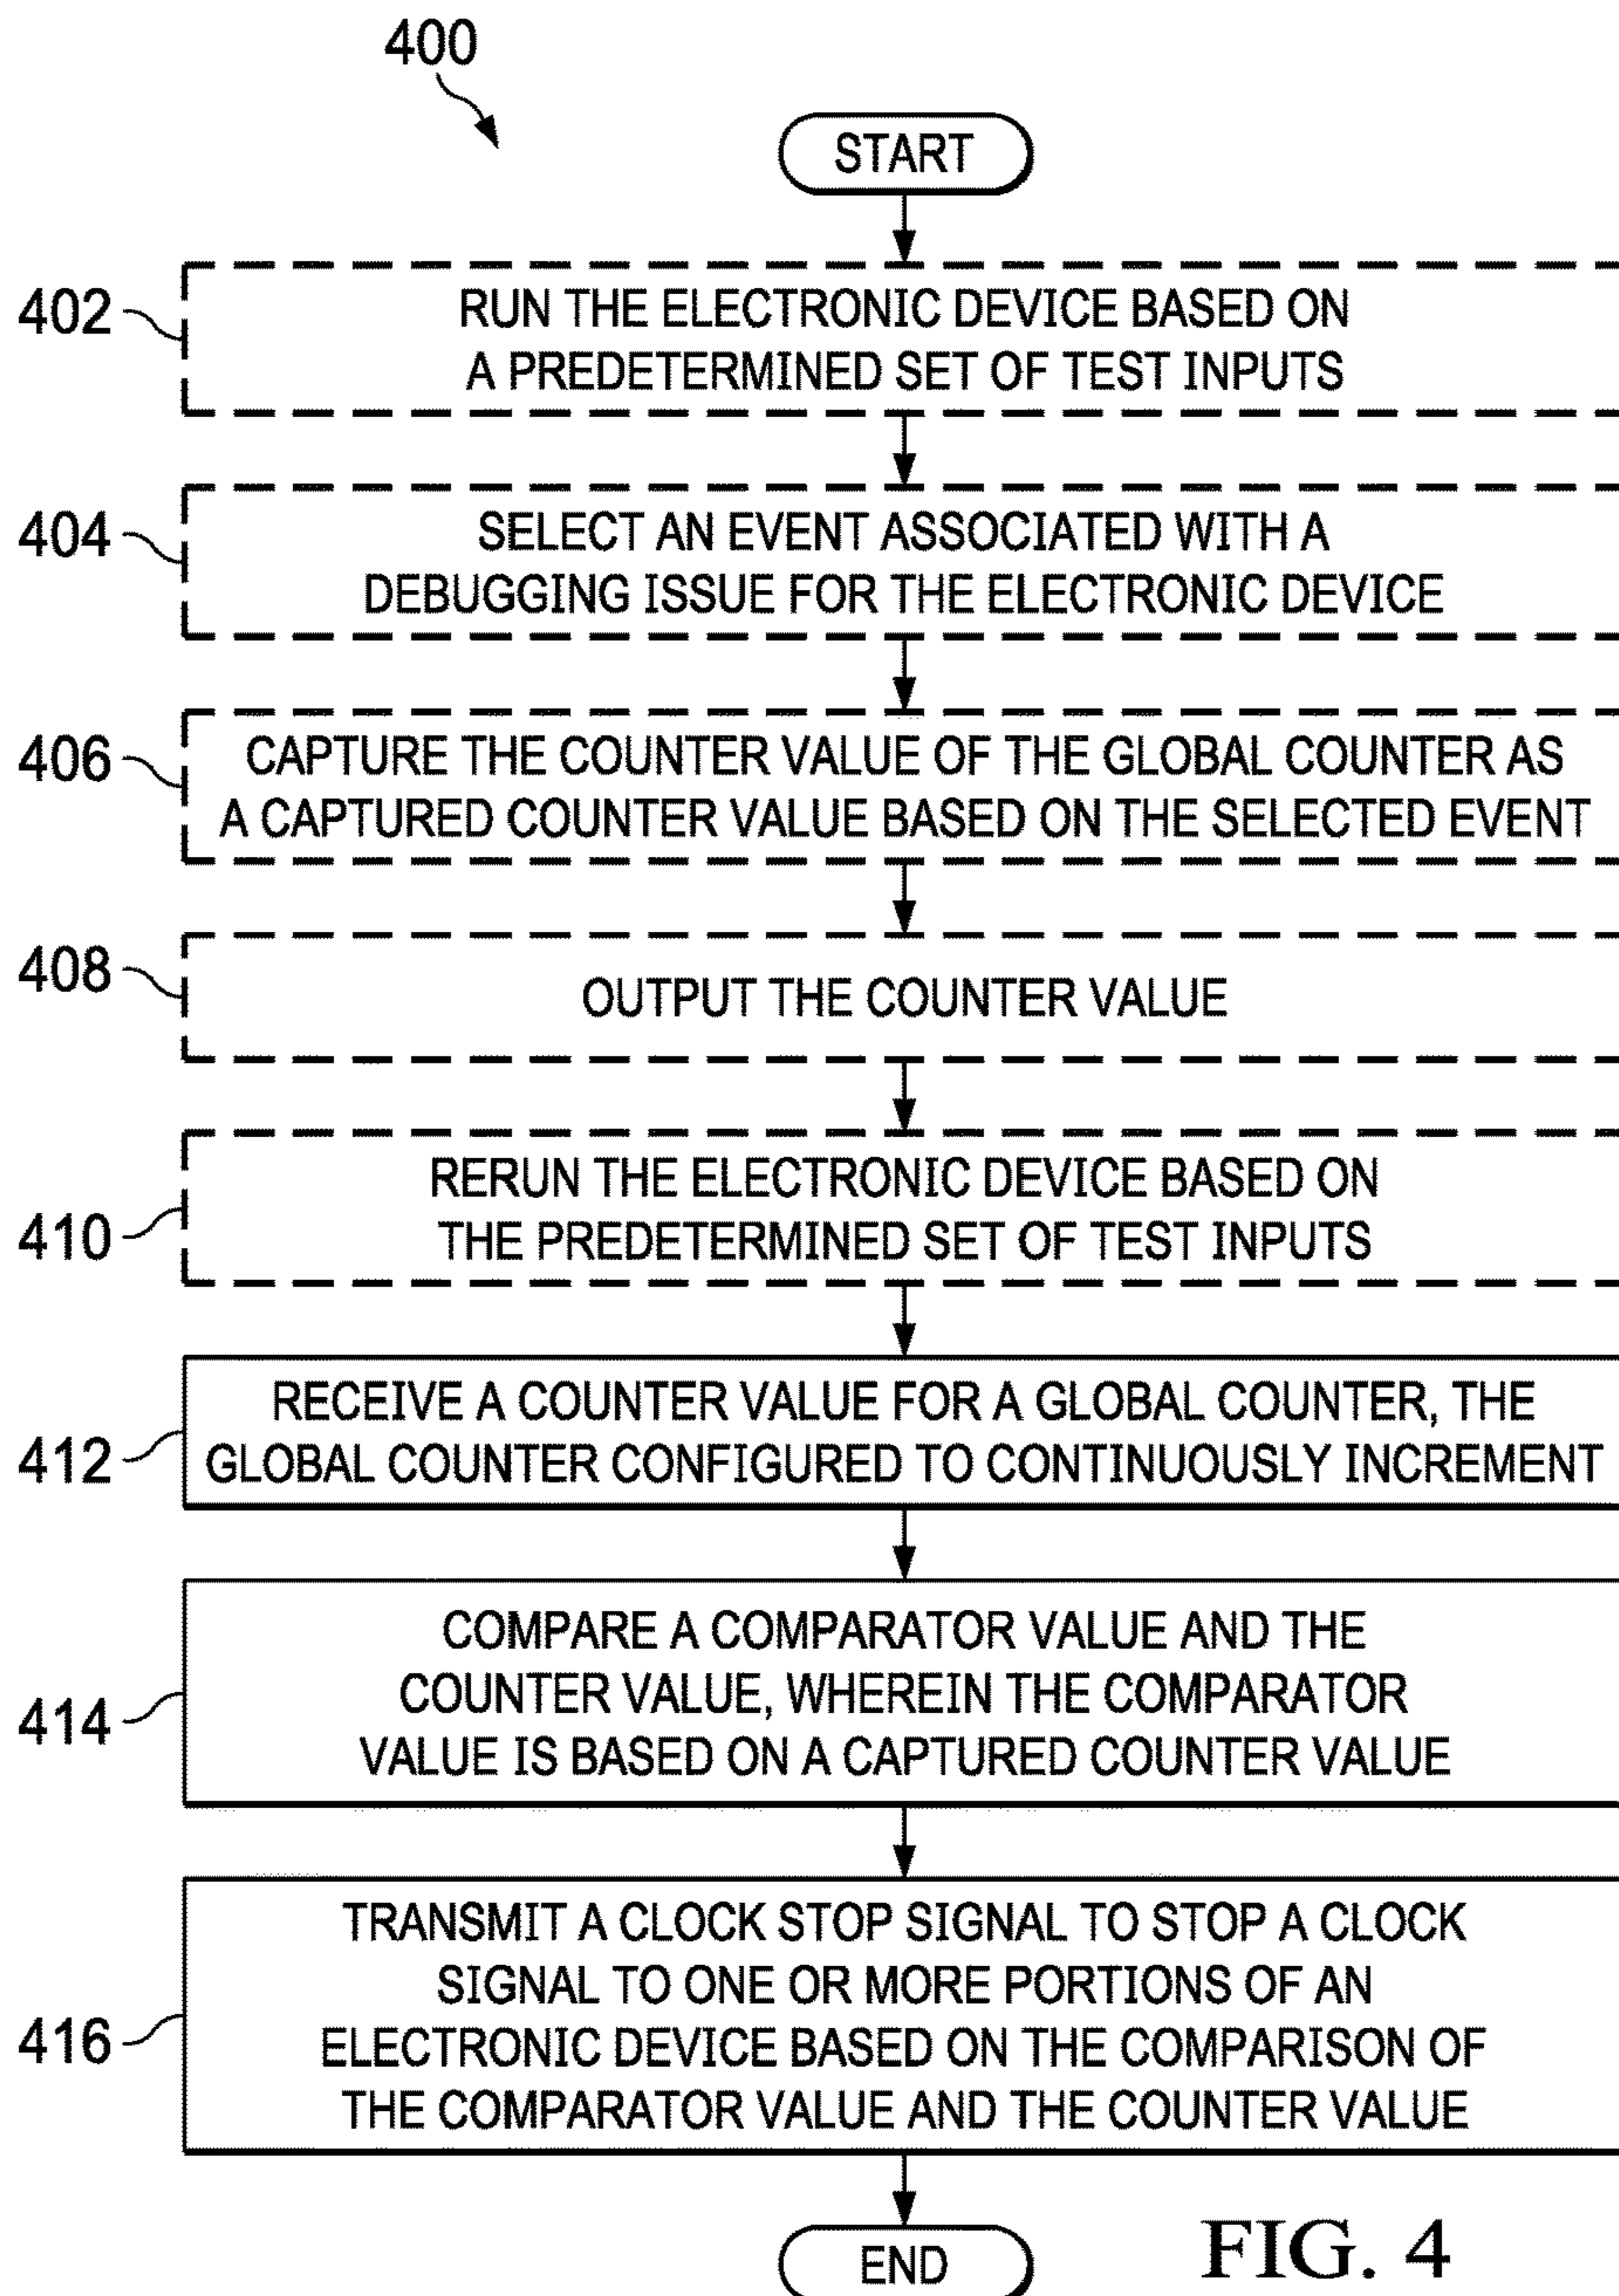 400
START
402
RUN THE ELECTRONIC DEVICE BASED ON
A PREDETERMINED SET OF TEST INPUTS
404
SELECT AN EVENT ASSOCIATED WITH A
DEBUGGING ISSUE FOR THE ELECTRONIC DEVICE
406
CAPTURE THE COUNTER VALUE OF THE GLOBAL COUNTER AS
A CAPTURED COUNTER VALUE BASED ON THE SELECTED EVENT
408
OUTPUT THE COUNTER VALUE
410
RERUN THE ELECTRONIC DEVICE BASED ON
THE PREDETERMINED SET OF TEST INPUTS
412
RECEIVE A COUNTER VALUE FOR A GLOBAL COUNTER, THE
GLOBAL COUNTER CONFIGURED TO CONTINUOUSLY INCREMENT
414
COMPARE A COMPARATOR VALUE AND THE
COUNTER VALUE, WHEREIN THE COMPARATOR
VALUE IS BASED ON A CAPTURED COUNTER VALUE
416
TRANSMIT A CLOCK STOP SIGNAL TO STOP A CLOCK
SIGNAL TO ONE OR MORE PORTIONS OF AN
ELECTRONIC DEVICE BASED ON THE COMPARISON OF
THE COMPARATOR VALUE AND THE COUNTER VALUE
END
FIG. 4